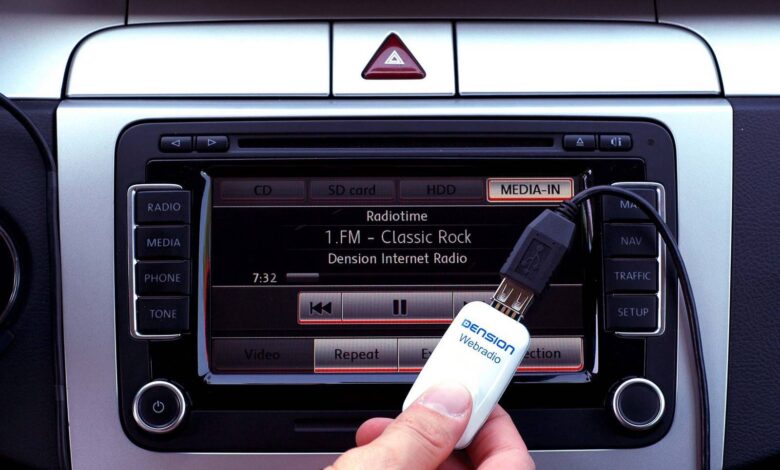 RADIO
MEDIA
PHONE
TONE
CD
SD card
HDD
MEDIA-IN
Radiotime
1.FM - Classic Rock
Dension Internet Radio
7:32
Video
Repeat
NAV
TRAFFIC
SETUP
DENSION
Webradio